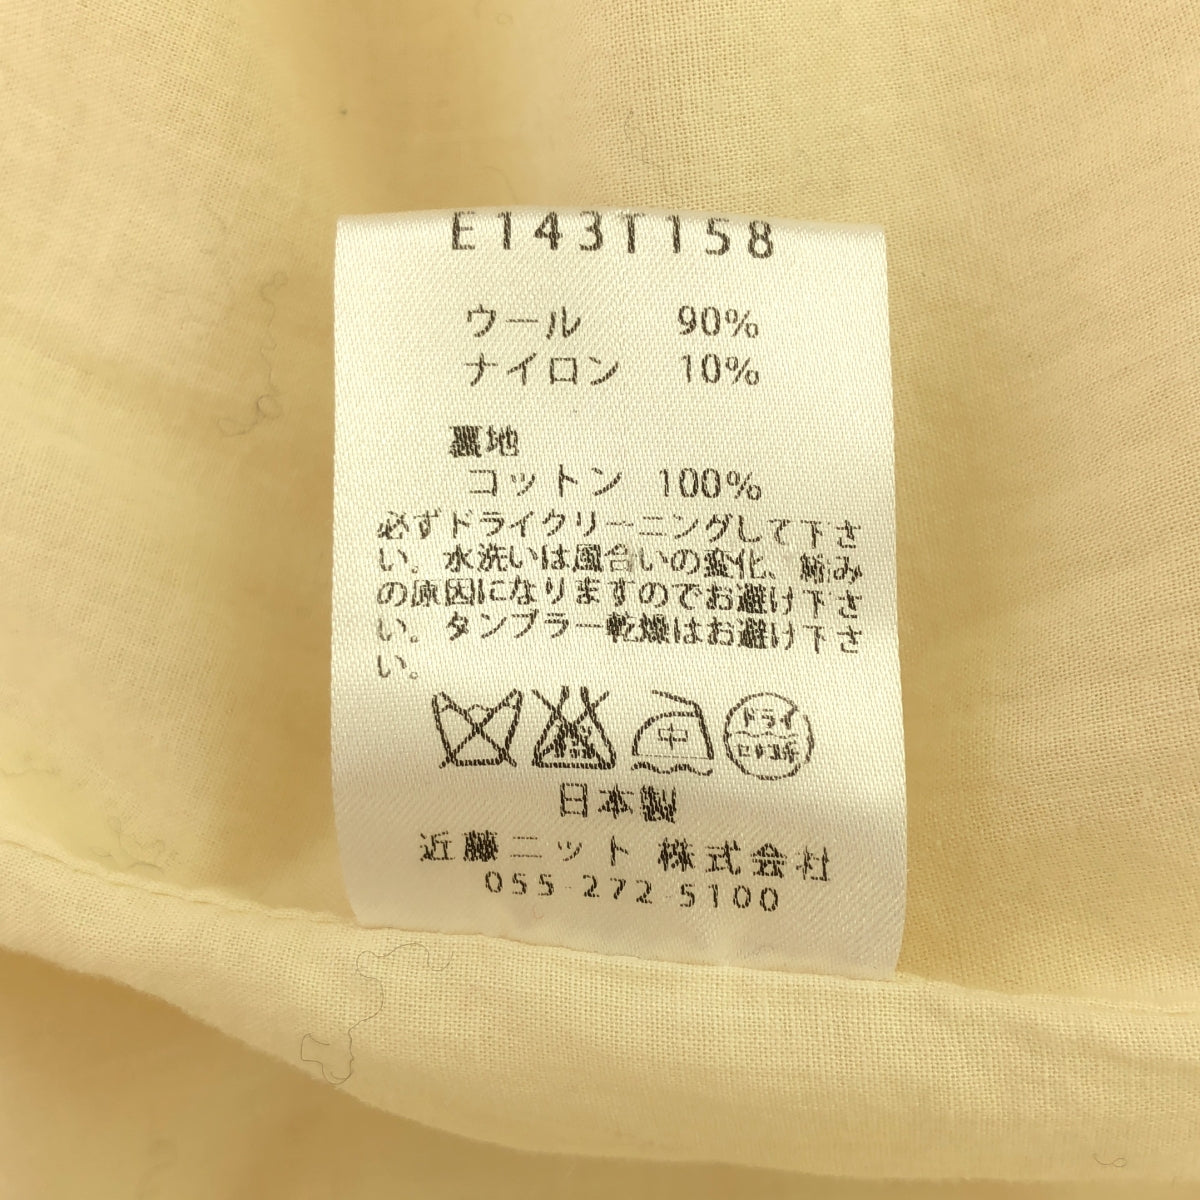 E143T158
ウール 90%
ナイロン 10%
裏地
コットン 100%
必ずドライクリーニングして下さ
い。水洗いは風合いの変化、縮み
の原因になりますのでお避け下さ
い。タンブラー乾燥はお避け下さ
い。
中 ドライ
セキユ系
日本製
近藤ニット 株式会社
055-272-5100